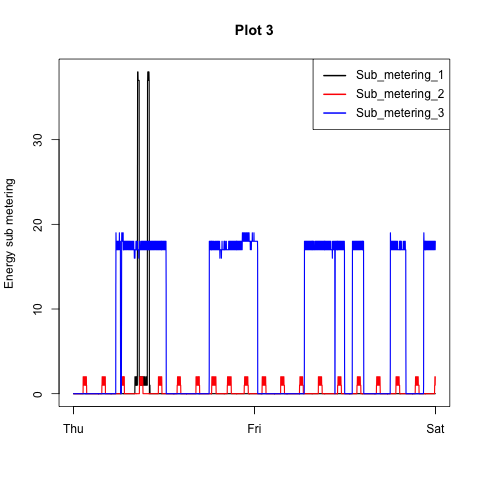 Plot 3
Sub_metering_1
Sub_metering_2
Sub_metering_3
Energy sub metering
30
20
10
0
Thu Fri Sat